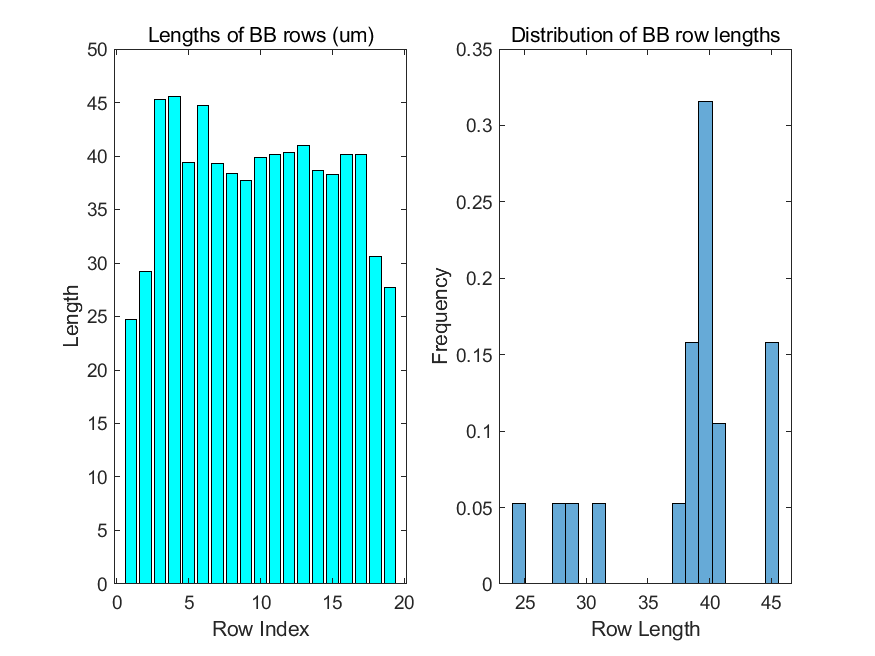 Lengths of BB rows (um)
50
45
40
35
30
25
20
15
10
5
0
Length
0 5 10 15 20
Row Index
Distribution of BB row lengths
0.35
0.3
0.25
0.2
0.15
0.1
0.05
0
Frequency
25 30 35 40 45
Row Length